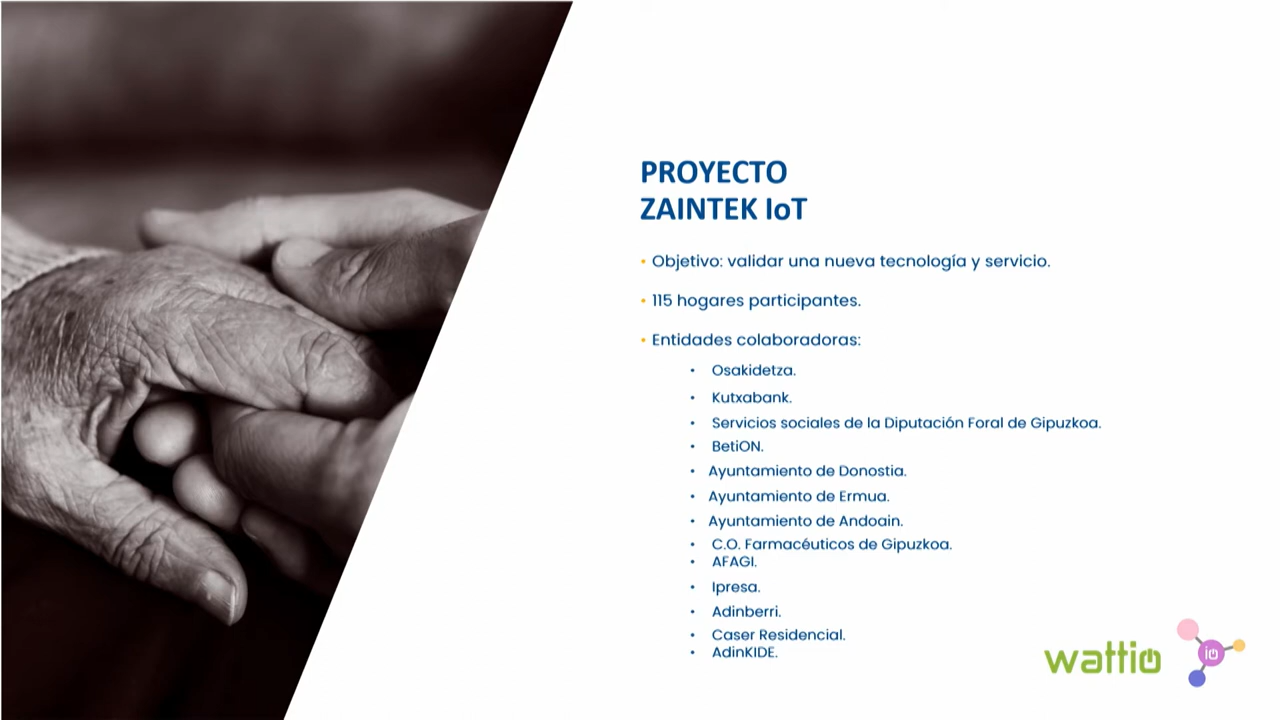 PROYECTO
ZAINTEK IoT
• Objetivo: validar una nueva tecnología y servicio.
• 115 hogares participantes.
• Entidades colaboradoras:
• Osakidetza.
• Kutxabank.
• Servicios sociales de la Diputación Foral de Gipuzkoa.
• BetiON.
• Ayuntamiento de Donostia.
• Ayuntamiento de Ermua.
• Ayuntamiento de Andoain.
• C.O. Farmacéuticos de Gipuzkoa.
• AFAGI.
• Ipresa.
• Adinberri.
• Caser Residencial.
• AdinKIDE.
wattio
io